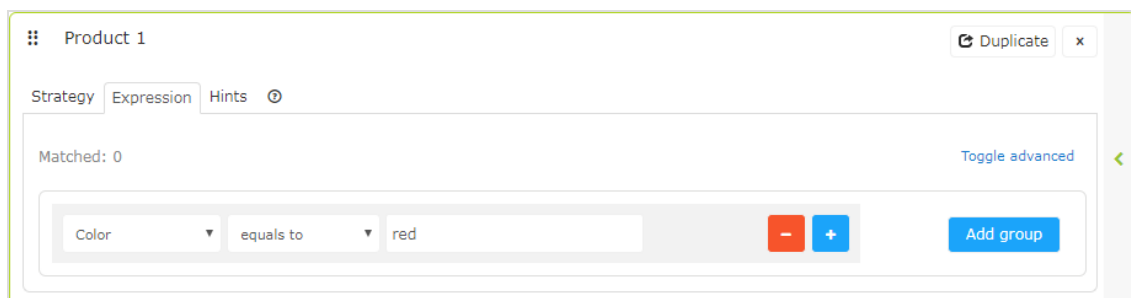 Product 1 Duplicate x
Strategy Expression Hints ?
Matched: 0 Toggle advanced
Color equals to red - + Add group